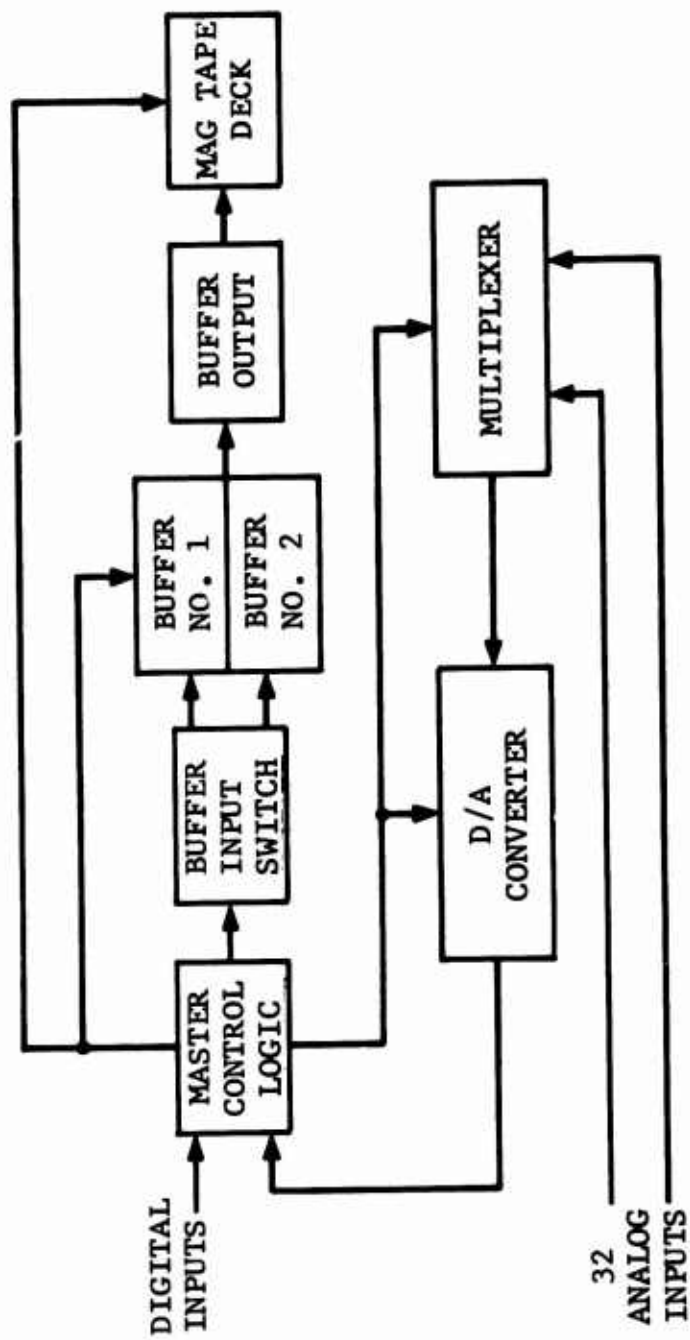 DIGITAL
INPUTS
MASTER
CONTROL
LOGIC
BUFFER
INPUT
SWITCH
BUFFER
NO. 1
BUFFER
NO. 2
BUFFER
OUTPUT
MAG TAPE
DECK
D/A
CONVERTER
MULTIPLEXER
32
ANALOG
INPUTS